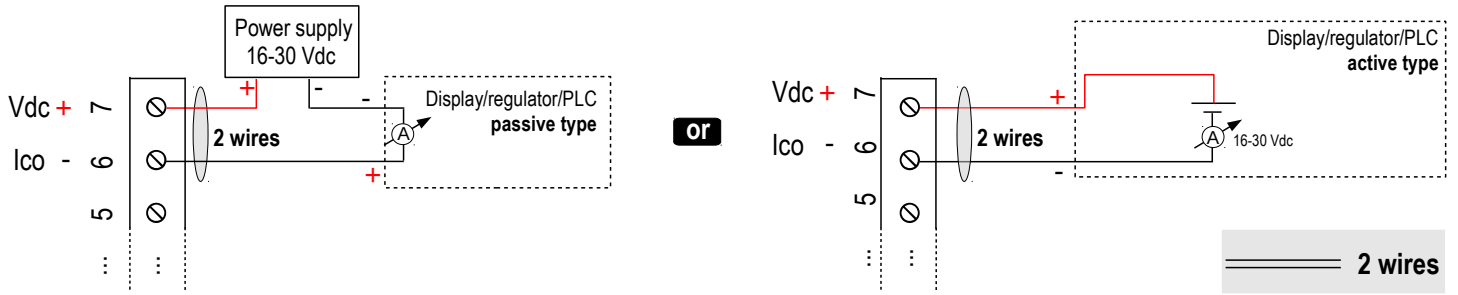 Power supply
16-30 Vdc
+ -
Vdc + 7
-
Display/regulator/PLC
passive type
A
2 wires
Ico - 6
+
5
...
...
or
Display/regulator/PLC
active type
Vdc + 7
+
2 wires
A
16-30 Vdc
Ico - 6
-
5
...
...
2 wires